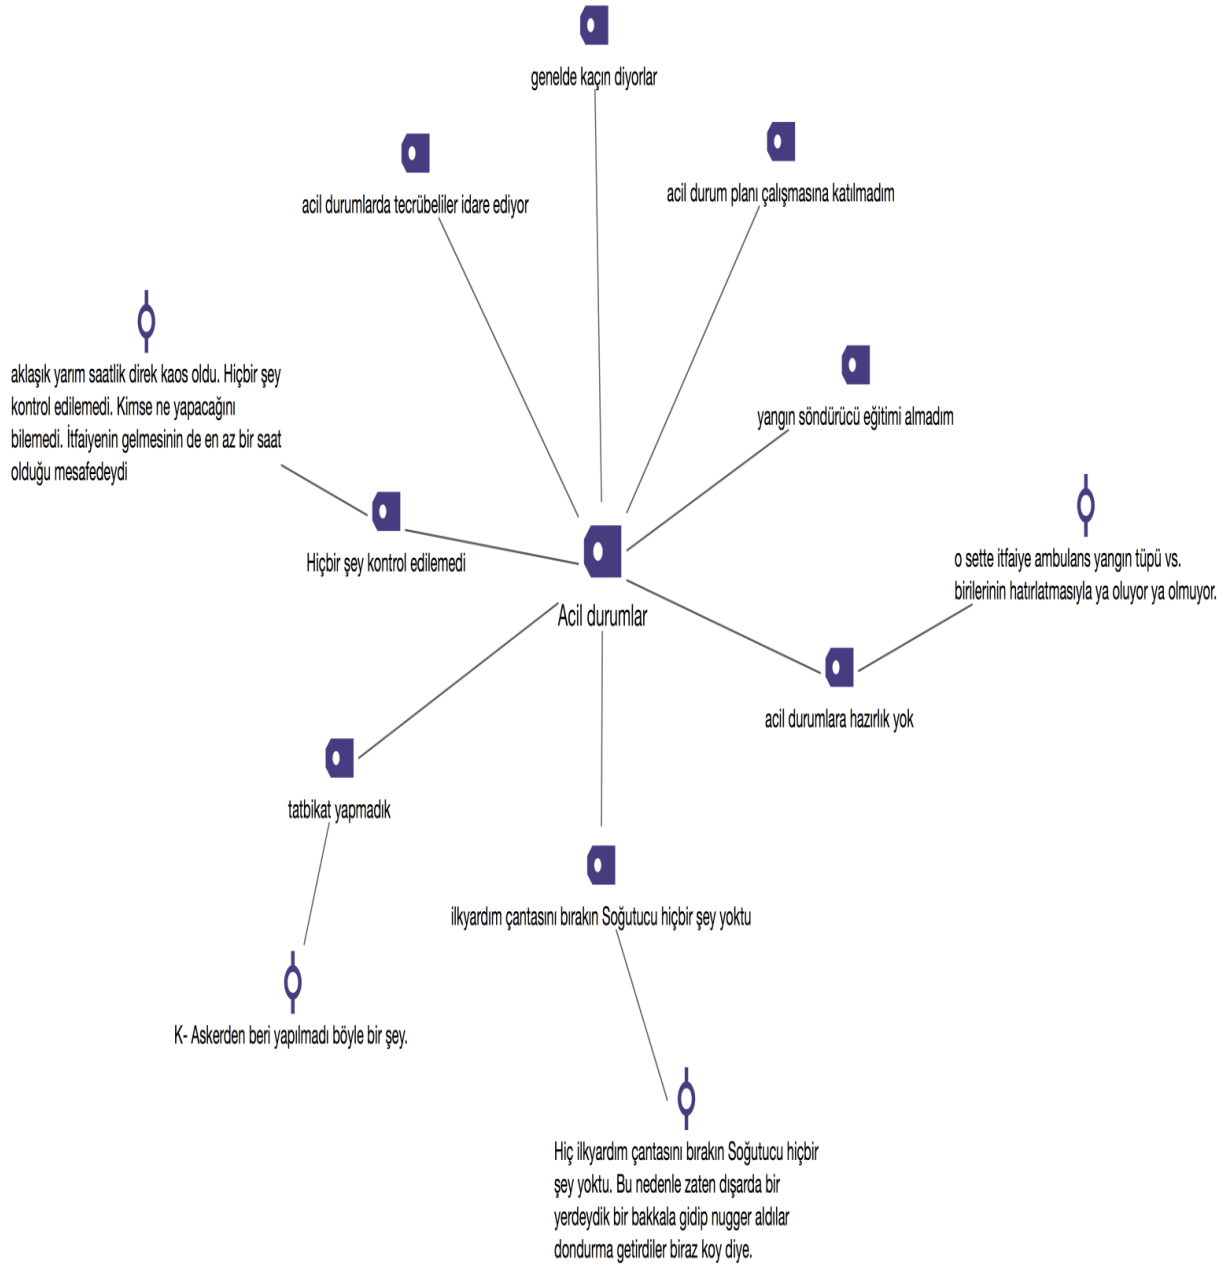 genelde kaçın diyorlar
acil durumlarda tecrübeliler idare ediyor
acil durum planı çalışmasına katılmadım
aklaşık yarım saatlik direk kaos oldu. Hiçbir şey
kontrol edilemedi. Kimse ne yapacağını
bilemedi. İtfaiyenin gelmesinin de en az bir saat
olduğu mesafedeydi
yangın söndürücü eğitimi almadım
Hiçbir şey kontrol edilemedi
o sette itfaiye ambulans yangın tüpü vs.
birilerinin hatırlatmasıyla ya oluyor ya olmuyor.
Acil durumlar
acil durumlara hazırlık yok
tatbikat yapmadık
ilkyardım çantasını bırakın Soğutucu hiçbir şey yoktu
K- Askerden beri yapılmadı böyle bir şey.
Hiç ilkyardım çantasını bırakın Soğutucu hiçbir
şey yoktu. Bu nedenle zaten dışarda bir
yerdeydik bir bakkala gidip nugger aldılar
dondurma getirdiler biraz koy diye.